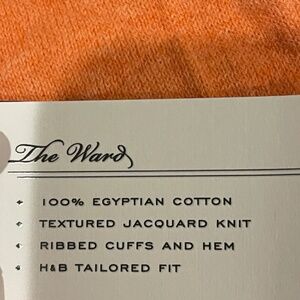 The Ward
100% EGYPTIAN COTTON
TEXTURED JACQUARD KNIT
RIBBED CUFFS AND HEM
H&B TAILORED FIT